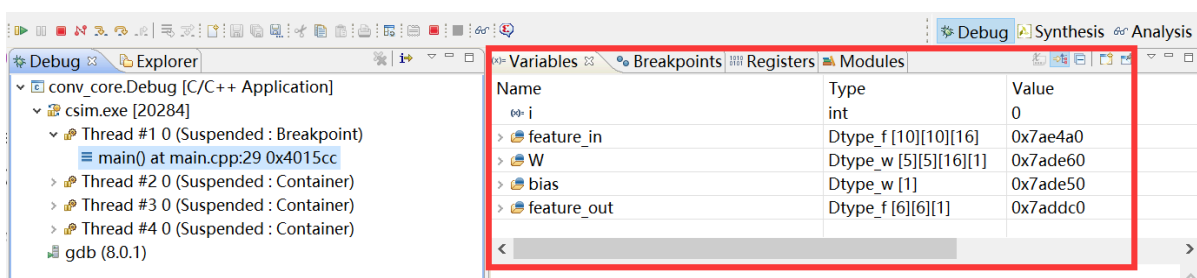 Debug Synthesis Analysis
Debug Explorer
conv_core.Debug [C/C++ Application]
csim.exe [20284]
Thread #1 0 (Suspended : Breakpoint)
main() at main.cpp:29 0x4015cc
Thread #2 0 (Suspended : Container)
Thread #3 0 (Suspended : Container)
Thread #4 0 (Suspended : Container)
gdb (8.0.1)
Variables Breakpoints Registers Modules
Name Type Value
i int 0
feature_in Dtype_f [10][10][16] 0x7ae4a0
W Dtype_w [5][5][16][1] 0x7ade60
bias Dtype_w [1] 0x7ade50
feature_out Dtype_f [6][6][1] 0x7addc0